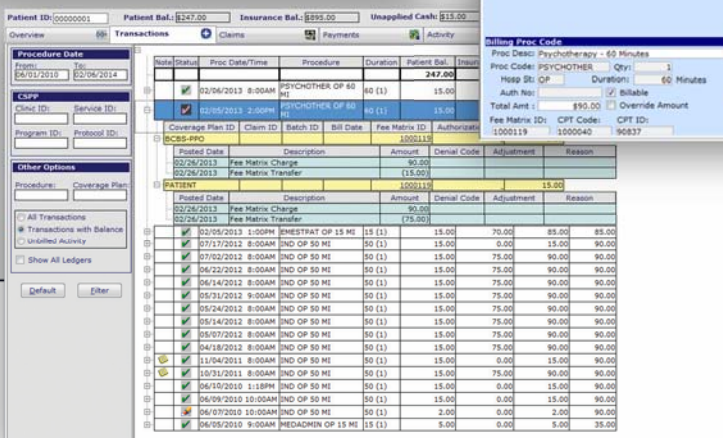 Patient ID: 00000001 Patient Bal.: $247.00 Insurance Bal.: $895.00 Unapplied Cash: $15.00
Overview Transactions Claims Payments Activity
Procedure Date
From: To:
06/01/2010 02/06/2014
CSPP
Clinic ID: Service ID:
Program ID: Protocol ID:
Other Options
Procedure: Coverage Plan:
All Transactions
Transactions with Balance
Unbilled Activity
Show All Ledgers
Default Filter
Billing Proc Code
Proc Desc: Psychotherapy - 60 Minutes
Proc Code: PSYCHOTHER Qty: 1
Hosp St: OP Duration: 60 Minutes
Auth No: Billable
Total Amt : $90.00 Override Amount
Fee Matrix ID: CPT Code: CPT ID:
1000119 1000040 90837
Note Status Proc Date/Time Procedure Duration Patient Bal.
247.00
02/06/2013 8:00AM PSYCHOTHER OP 60 MI 60 (1) 15.00
02/05/2013 2:00PM PSYCHOTHER OP 60 MI 60 (1) 15.00
Coverage Plan ID Claim ID Batch ID Bill Date Fee Matrix ID
BCBS-PPO 1000119
Posted Date Description Amount Denial Code Adjustment Reason
02/26/2013 Fee Matrix Charge 90.00
02/26/2013 Fee Matrix Transfer (15.00)
PATIENT 1000119 15.00
Posted Date Description Amount Denial Code Adjustment Reason
02/26/2013 Fee Matrix Charge 90.00
02/26/2013 Fee Matrix Transfer (75.00)
02/05/2013 1:00PM EMESTPAT OP 15 MI 15 (1) 15.00 70.00 85.00 85.00
07/17/2012 8:00AM IND OP 50 MI 50 (1) 15.00 0.00 15.00 90.00
07/02/2012 8:00AM IND OP 50 MI 50 (1) 15.00 75.00 90.00 90.00
06/22/2012 8:00AM IND OP 50 MI 50 (1) 15.00 75.00 90.00 90.00
06/14/2012 8:00AM IND OP 50 MI 50 (1) 15.00 75.00 90.00 90.00
05/31/2012 9:00AM IND OP 50 MI 50 (1) 15.00 75.00 90.00 90.00
05/24/2012 8:00AM IND OP 50 MI 50 (1) 15.00 75.00 90.00 90.00
05/14/2012 8:00AM IND OP 50 MI 50 (1) 15.00 75.00 90.00 90.00
05/07/2012 8:00AM IND OP 50 MI 50 (1) 15.00 75.00 90.00 90.00
04/18/2012 8:00AM IND OP 50 MI 50 (1) 15.00 75.00 90.00 90.00
11/04/2011 8:00AM IND OP 50 MI 50 (1) 15.00 0.00 15.00 90.00
10/31/2011 8:00AM IND OP 50 MI 50 (1) 15.00 75.00 90.00 90.00
06/10/2010 1:18PM IND OP 50 MI 50 (1) 15.00 0.00 15.00 90.00
06/09/2010 10:00AM IND OP 50 MI 50 (1) 15.00 0.00 15.00 90.00
06/07/2010 10:00AM IND OP 50 MI 50 (1) 2.00 0.00 2.00 90.00
06/05/2010 9:00AM MEDADMIN OP 15 MI 15 (1) 5.00 0.00 5.00 35.00